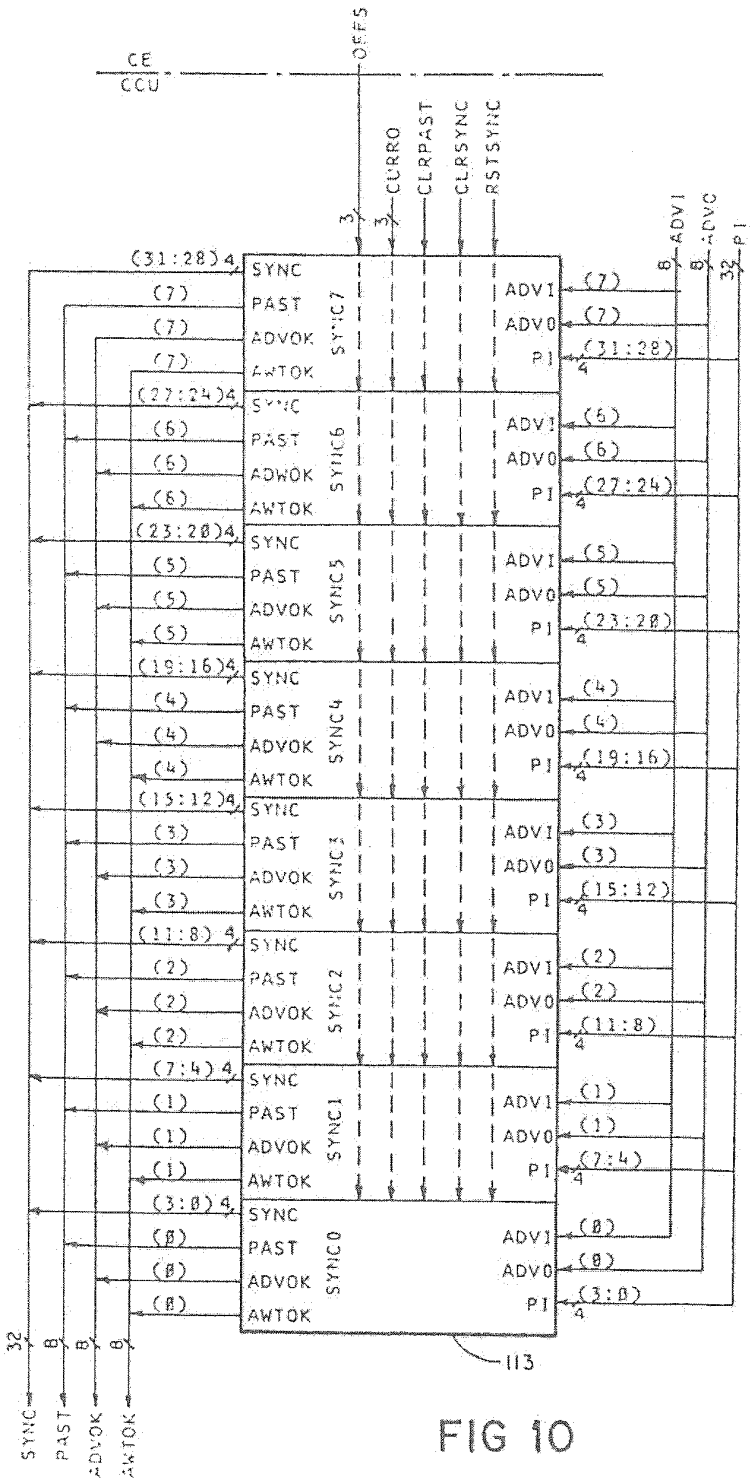 CE
CCU
OFFS
3
CURRO
3
CLRPAST
CLRSYNC
RSTSYNC
8 ADVI
8 ADVO
32 PI
(31:28) 4 SYNC
(7) PAST
(7) ADVOK
(7) AWTOK
SYNC7
ADVI (7)
ADVO (7)
PI 4 (31:28)
(27:24) 4 SYNC
(6) PAST
(6) ADWOK
(6) AWTOK
SYNC6
ADVI (6)
ADVO (6)
PI 4 (27:24)
(23:20) 4 SYNC
(5) PAST
(5) ADVOK
(5) AWTOK
SYNC5
ADVI (5)
ADVO (5)
PI 4 (23:20)
(19:16) 4 SYNC
(4) PAST
(4) ADVOK
(4) AWTOK
SYNC4
ADVI (4)
ADVO (4)
PI 4 (19:16)
(15:12) 4 SYNC
(3) PAST
(3) ADVOK
(3) AWTOK
SYNC3
ADVI (3)
ADVO (3)
PI 4 (15:12)
(11:8) 4 SYNC
(2) PAST
(2) ADVOK
(2) AWTOK
SYNC2
ADVI (2)
ADVO (2)
PI 4 (11:8)
(7:4) 4 SYNC
(1) PAST
(1) ADVOK
(1) AWTOK
SYNC1
ADVI (1)
ADVO (1)
PI 4 (7:4)
(3:0) 4 SYNC
(0) PAST
(0) ADVOK
(0) AWTOK
SYNC0
ADVI (0)
ADVO (0)
PI 4 (3:0)
113
32 SYNC
8 PAST
8 ADVOK
8 AWTOK
FIG 10